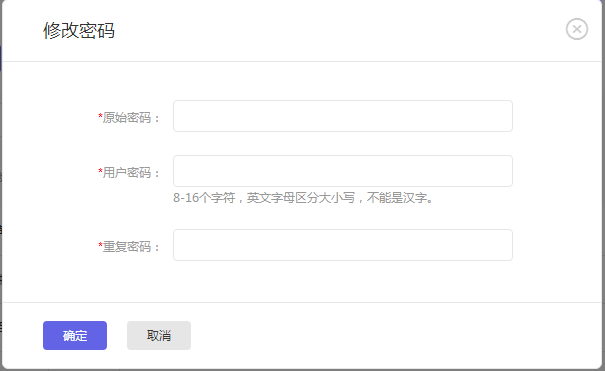 修改密码
*原始密码：
*用户密码：
8-16个字符，英文字母区分大小写，不能是汉字。
*重复密码：
确定
取消